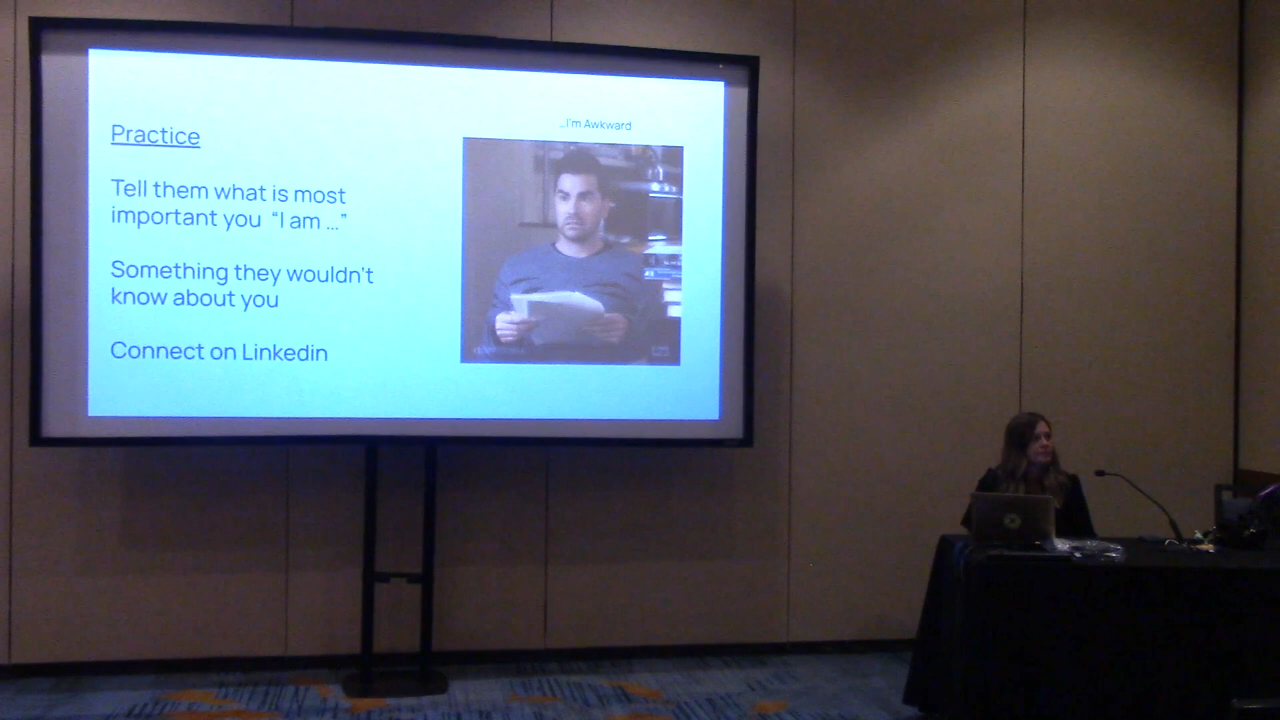 Practice
Tell them what is most
important you “I am ...”
Something they wouldn't
know about you
Connect on Linkedin
...I'm Awkward